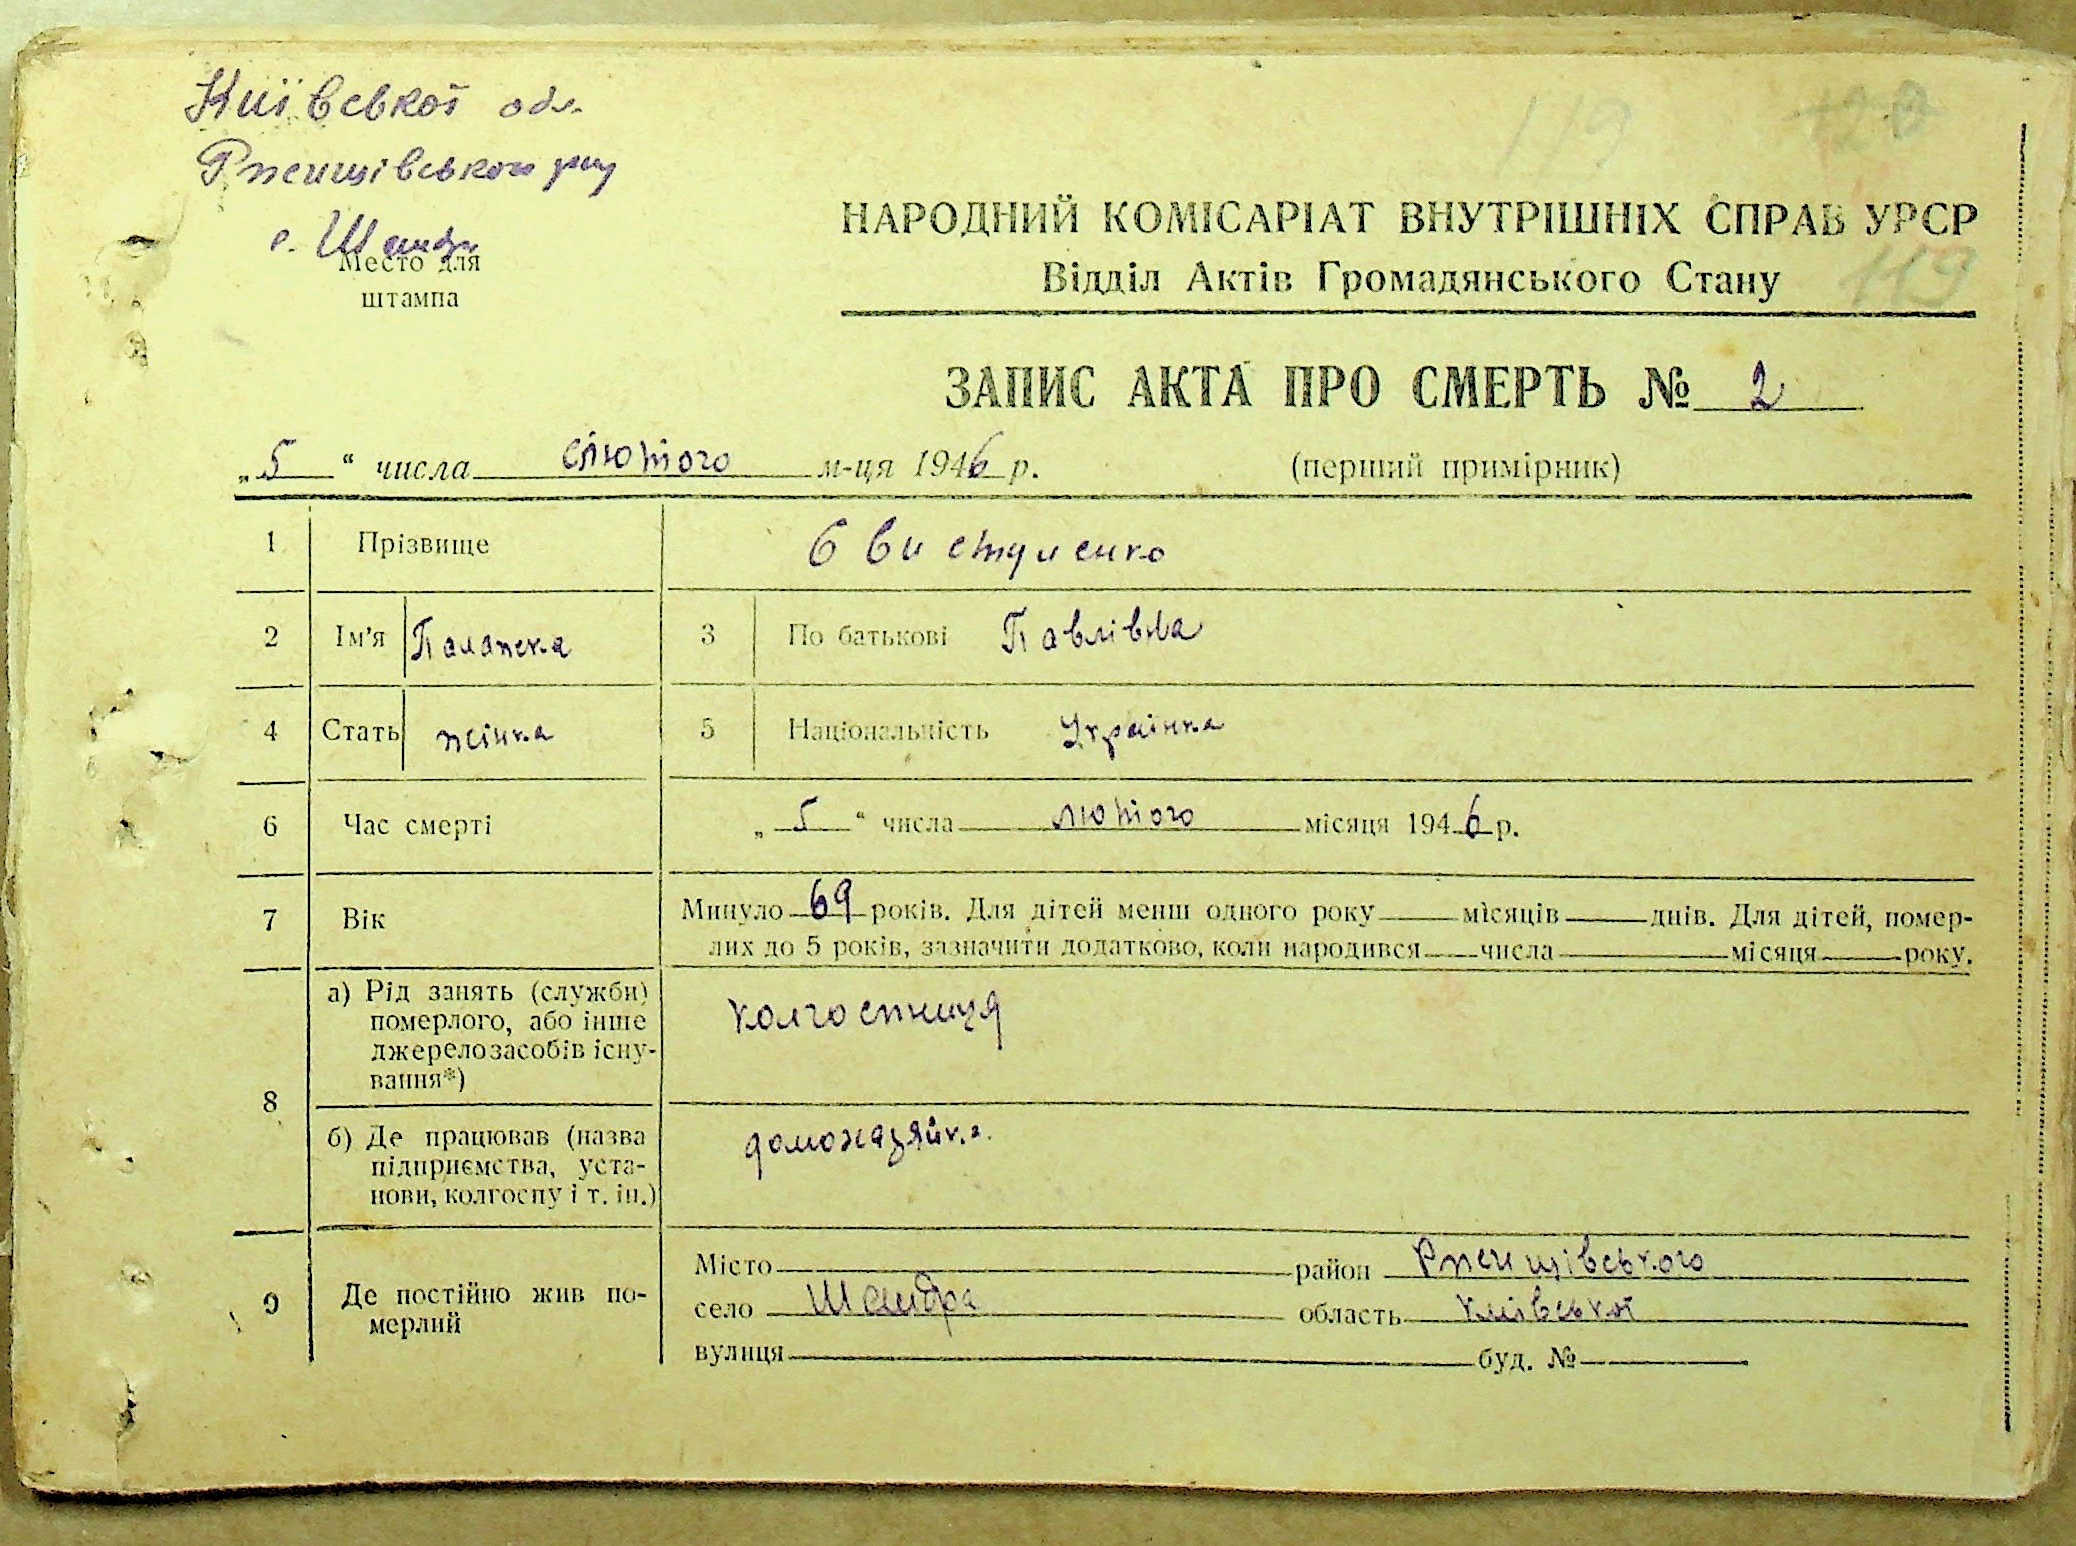 Київської обл.
Ржищівського р-ну
с. Шандра
Место для
штампа
119
119
НАРОДНИЙ КОМІСАРІАТ ВНУТРІШНІХ СПРАВ УРСР
Відділ Актів Громадянського Стану
ЗАПИС АКТА ПРО СМЕРТЬ № 2
„5“ числа лютого м-ця 1946 р. (перший примірник)
1 Прізвище
2 Ім'я Палажка 3 По батькові Павлівна
4 Стать жінка 5 Національність Українка
6 Час смерті „5“ числа лютого місяця 1946 р.
7 Вік Минуло 69 років. Для дітей менш одного року місяців днів. Для дітей, помер-
лих до 5 років, зазначити додатково, коли народився числа місяця року.
8 а) Рід занять (служби) колгоспниця
померлого, або інше
джерело засобів існу-
вання*)
б) Де працював (назва домохазяйка.
підприємства, уста-
нови, колгоспу і т. ін.)
9 Де постійно жив по-
мерлий
Місто район Ржищівського
село Шандра область Київської
вулиця буд. №